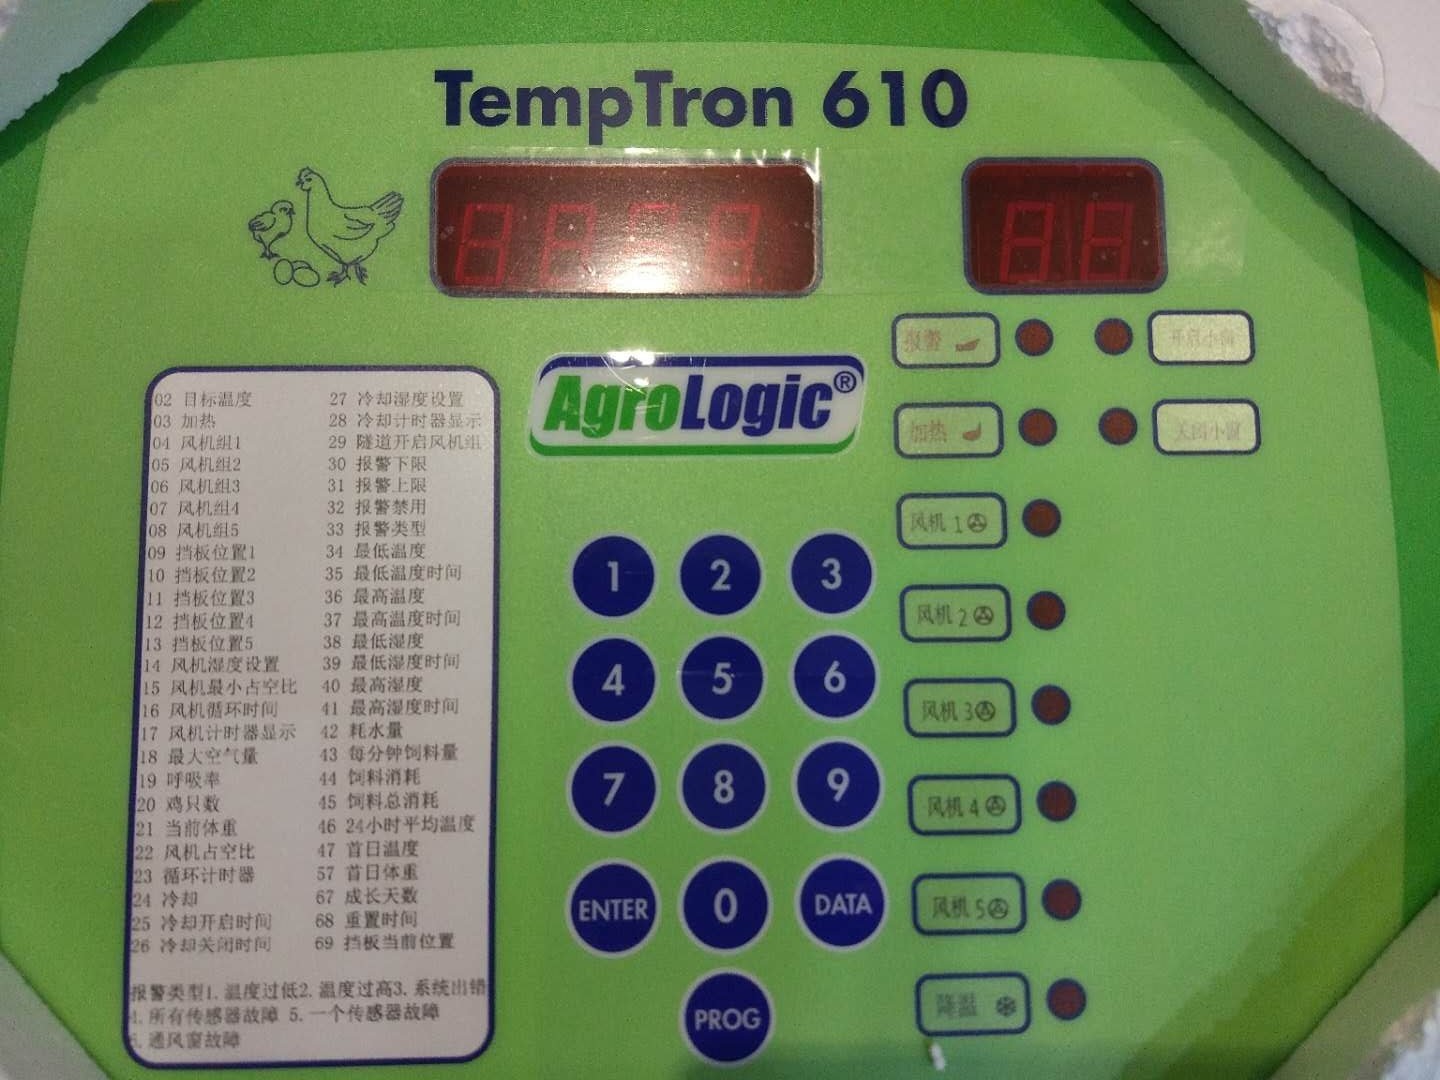 TempTron 610
AgroLogic®
02 目标温度
03 加热
04 风机组1
05 风机组2
06 风机组3
07 风机组4
08 风机组5
09 挡板位置1
10 挡板位置2
11 挡板位置3
12 挡板位置4
13 挡板位置5
14 风机湿度设置
15 风机最小占空比
16 风机循环时间
17 风机计时器显示
18 最大空气量
19 呼吸率
20 鸡只数
21 当前体重
22 风机占空比
23 循环计时器
24 冷却
25 冷却开启时间
26 冷却关闭时间
27 冷却湿度设置
28 冷却计时器显示
29 隧道开启风机组
30 报警下限
31 报警上限
32 报警禁用
33 报警类型
34 最低温度
35 最低温度时间
36 最高温度
37 最高温度时间
38 最低湿度
39 最低湿度时间
40 最高湿度
41 最高湿度时间
42 耗水量
43 每分钟饲料量
44 饲料消耗
45 饲料总消耗
46 24小时平均温度
47 首日温度
57 首日体重
67 成长天数
68 重置时间
69 挡板当前位置
报警类型1. 温度过低2. 温度过高3. 系统出错
4. 所有传感器故障 5. 一个传感器故障
6. 通风窗故障
1 2 3
4 5 6
7 8 9
ENTER 0 DATA
PROG
报警
开启小窗
加热
关闭小窗
风机 1
风机 2
风机 3
风机 4
风机 5
降温